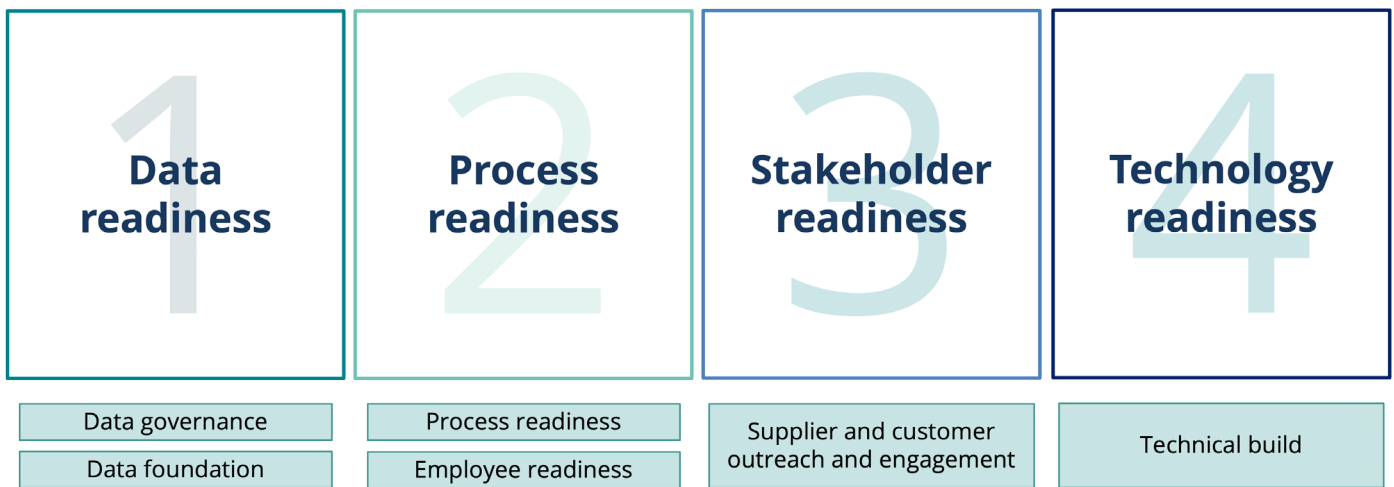 1
Data
readiness
2
Process
readiness
3
Stakeholder
readiness
4
Technology
readiness
Data governance
Data foundation
Process readiness
Employee readiness
Supplier and customer
outreach and engagement
Technical build